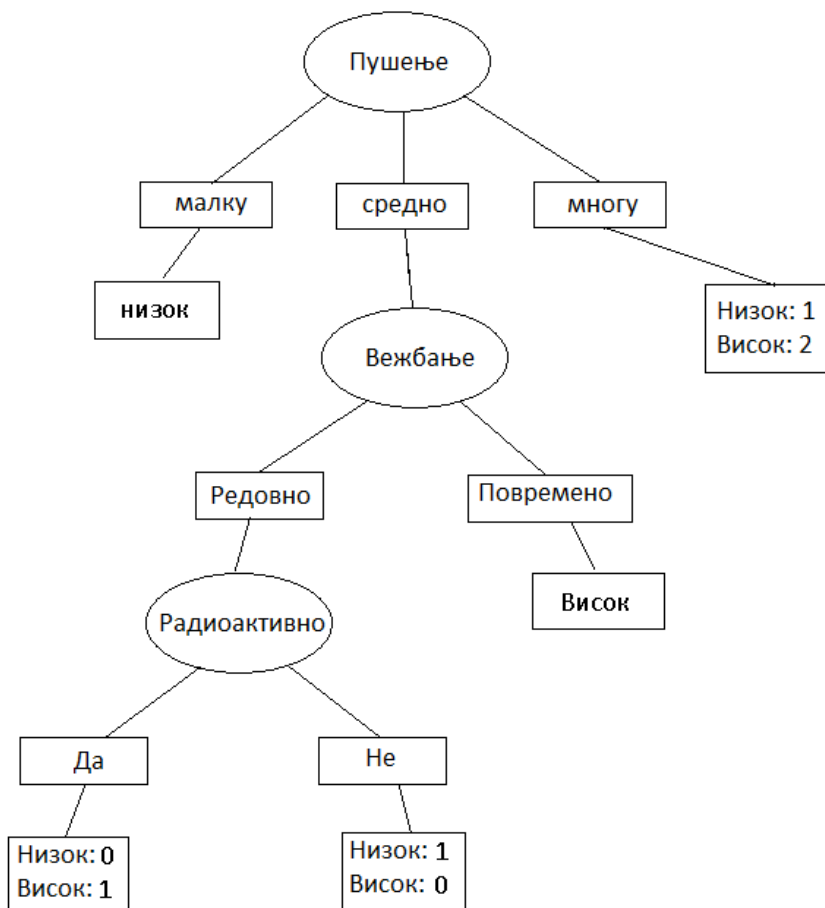 Пушење
малку
средно
многу
низок
Низок: 1
Висок: 2
Вежбање
Редовно
Повремено
Висок
Радиоактивно
Да
Не
Низок: 0
Висок: 1
Низок: 1
Висок: 0